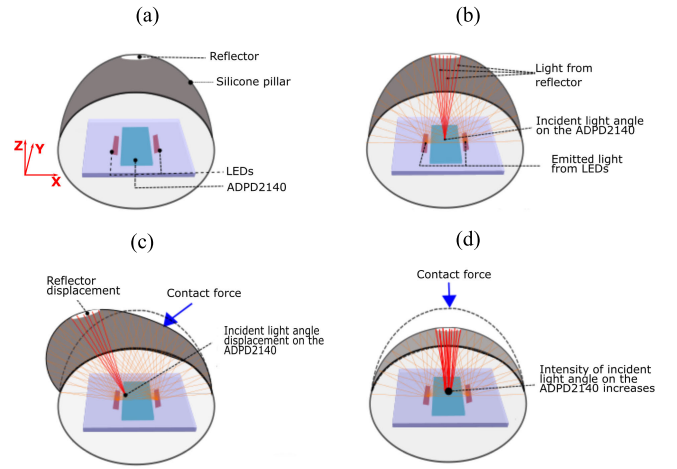 (a)
Reflector
Silicone pillar
Z
Y
X
LEDs
ADPD2140
(b)
Light from
reflector
Incident light angle
on the ADPD2140
Emitted light
from LEDs
(c)
Reflector
displacement
Contact force
Incident light angle
displacement on the
ADPD2140
(d)
Contact force
Intensity of incident
light angle on the
ADPD2140 increases